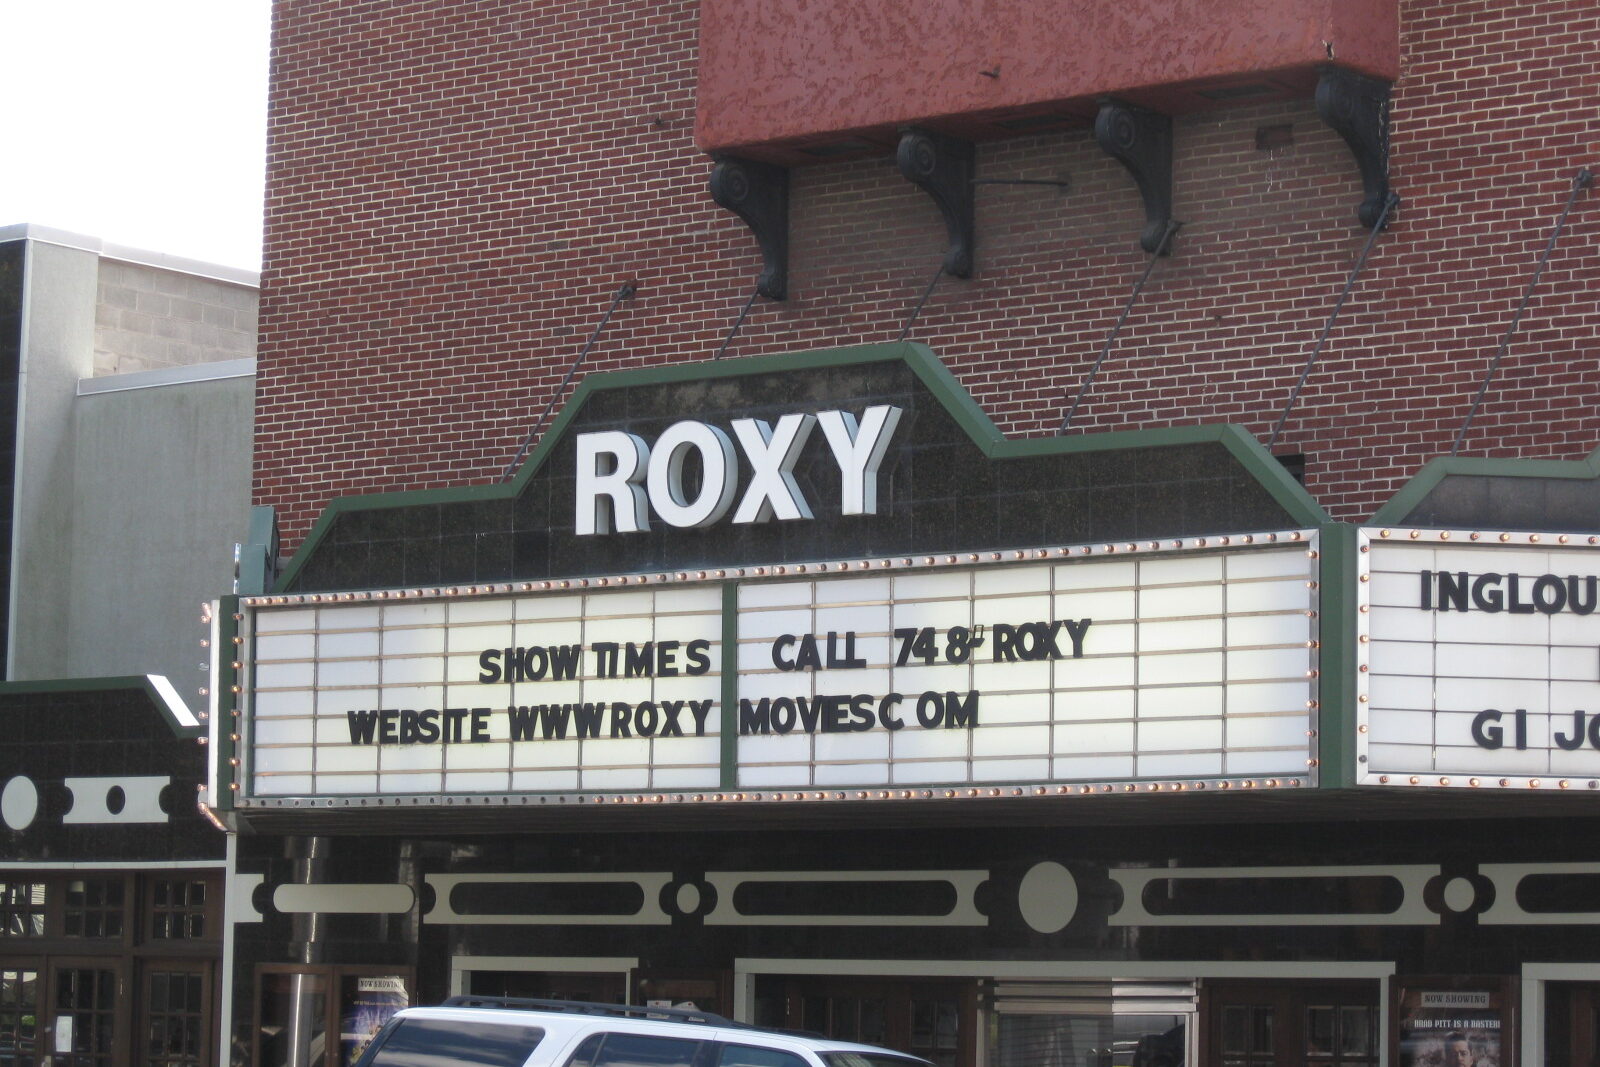 ROXY
SHOW TIMES CALL 748-ROXY
WEBSITE WWWROXY MOVIESC OM
INGLOU
GI JO
NOW SHOWING
NOW SHOWING
BRAD PITT IS A BASTERD